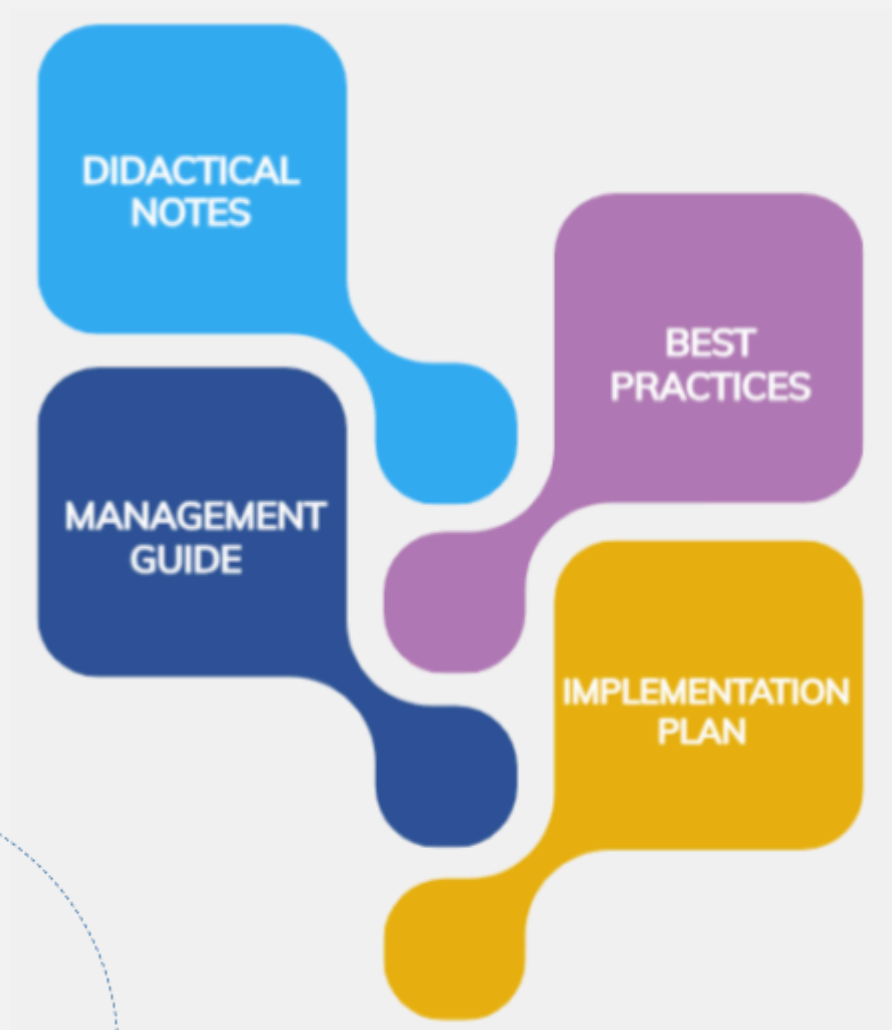 DIDACTICAL
NOTES
BEST
PRACTICES
MANAGEMENT
GUIDE
IMPLEMENTATION
PLAN